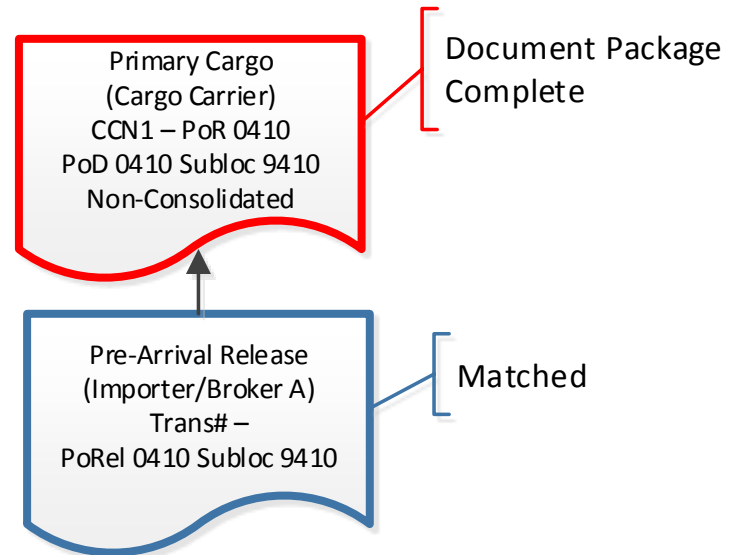 Primary Cargo
(Cargo Carrier)
CCN1 – PoR 0410
PoD 0410 Subloc 9410
Non-Consolidated
Document Package
Complete
Pre-Arrival Release
(Importer/Broker A)
Trans# –
PoRel 0410 Subloc 9410
Matched